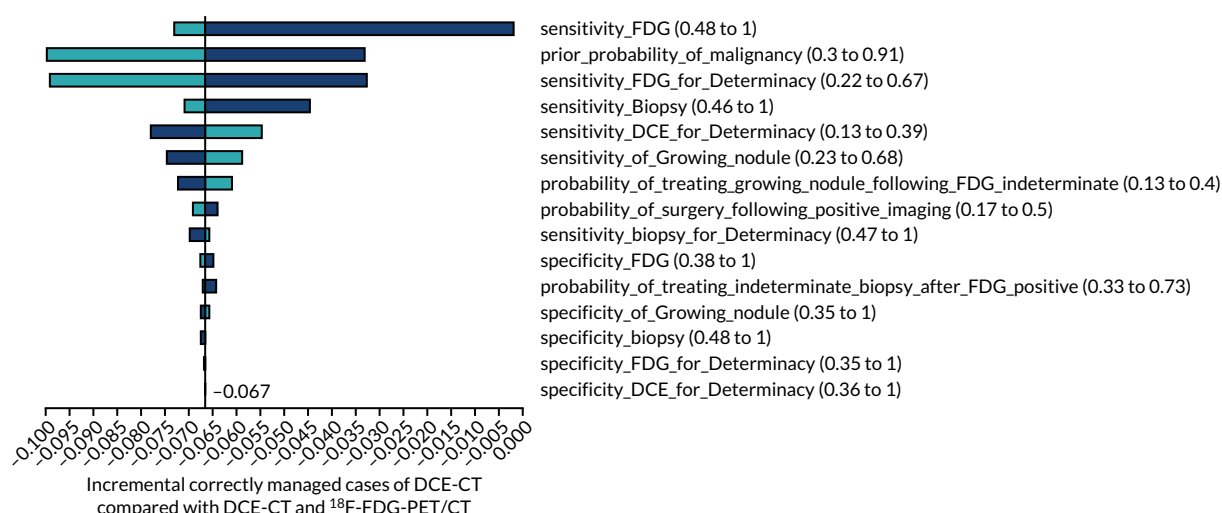 sensitivity_FDG (0.48 to 1)
prior_probability_of_malignancy (0.3 to 0.91)
sensitivity_FDG_for_Determinacy (0.22 to 0.67)
sensitivity_Biopsy (0.46 to 1)
sensitivity_DCE_for_Determinacy (0.13 to 0.39)
sensitivity_of_Growing_nodule (0.23 to 0.68)
probability_of_treating_growing_nodule_following_FDG_indeterminate (0.13 to 0.4)
probability_of_surgery_following_positive_imaging (0.17 to 0.5)
sensitivity_biopsy_for_Determinacy (0.47 to 1)
specificity_FDG (0.38 to 1)
probability_of_treating_indeterminate_biopsy_after_FDG_positive (0.33 to 0.73)
specificity_of_Growing_nodule (0.35 to 1)
specificity_biopsy (0.48 to 1)
specificity_FDG_for_Determinacy (0.35 to 1)
−0.067 specificity_DCE_for_Determinacy (0.36 to 1)
−0.100 −0.095 −0.090 −0.085 −0.080 −0.075 −0.070 −0.065 −0.060 −0.055 −0.050 −0.045 −0.040 −0.035 −0.030 −0.025 −0.020 −0.015 −0.010 −0.005 0.000
Incremental correctly managed cases of DCE-CT
compared with DCE-CT and ¹⁸F-FDG-PET/CT